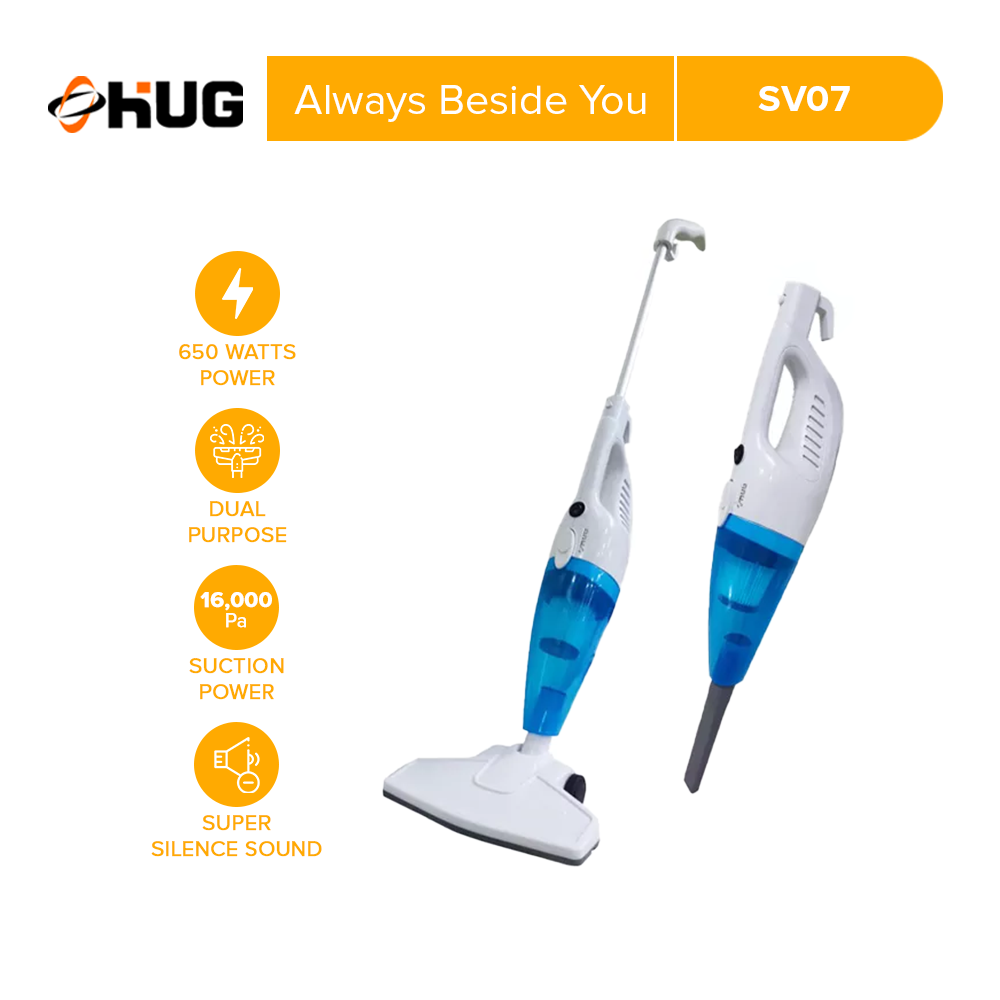 HUG
Always Beside You
SV07
650 WATTS
POWER
DUAL
PURPOSE
16,000
Pa
SUCTION
POWER
SUPER
SILENCE SOUND